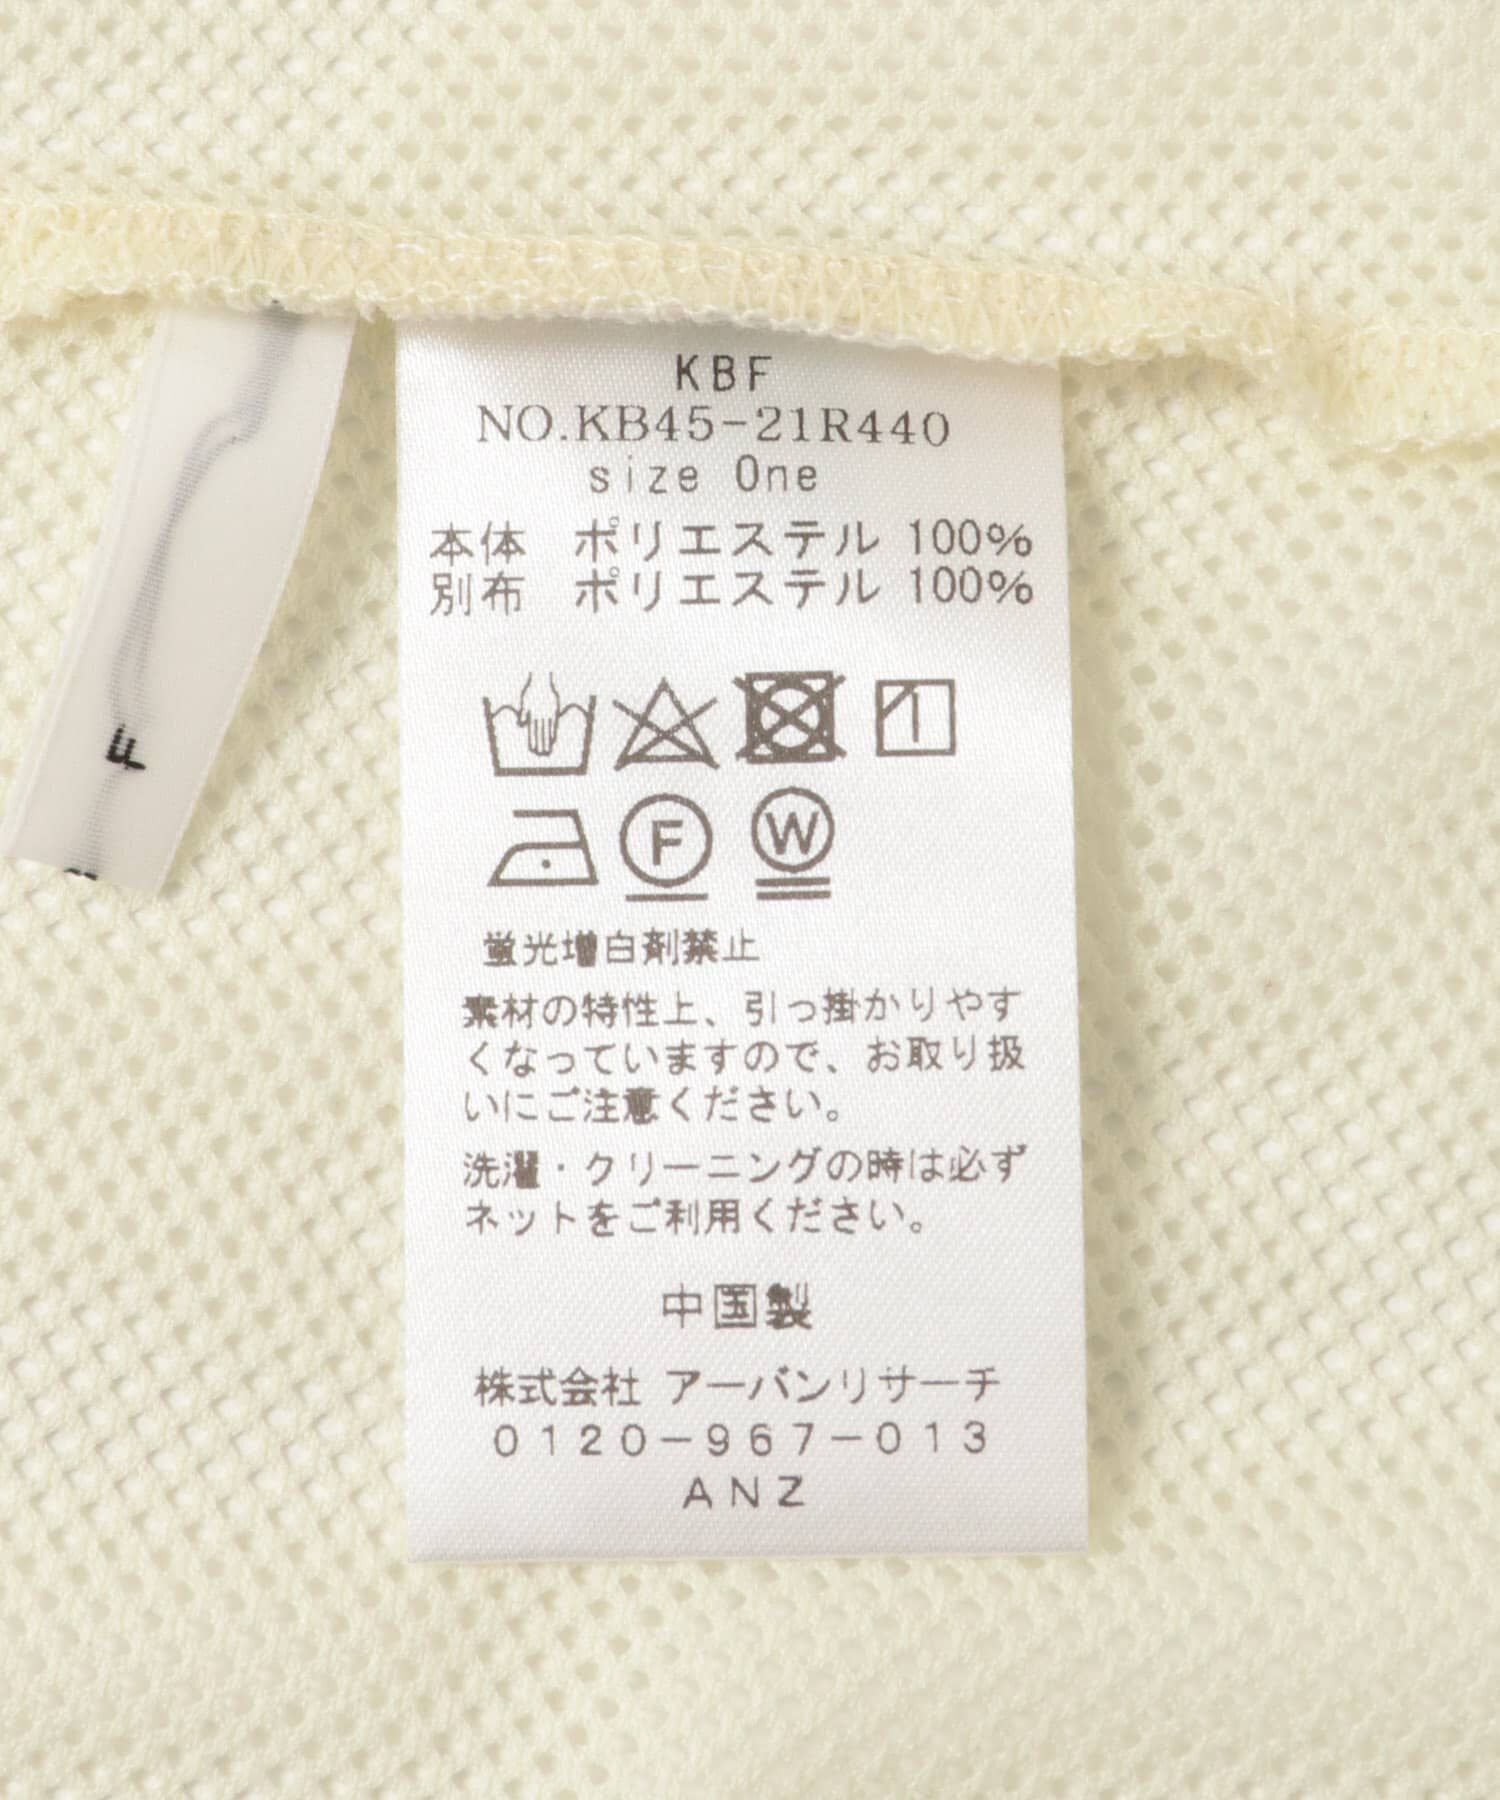 KBF
NO.KB45-21R440
size One
本体 ポリエステル 100%
別布 ポリエステル 100%
F
W
蛍光増白剤禁止
素材の特性上、引っ掛かりやす
くなっていますので、お取り扱
いにご注意ください。
洗濯・クリーニングの時は必ず
ネットをご利用ください。
中国製
株式会社 アーバンリサーチ
0120-967-013
ANZ